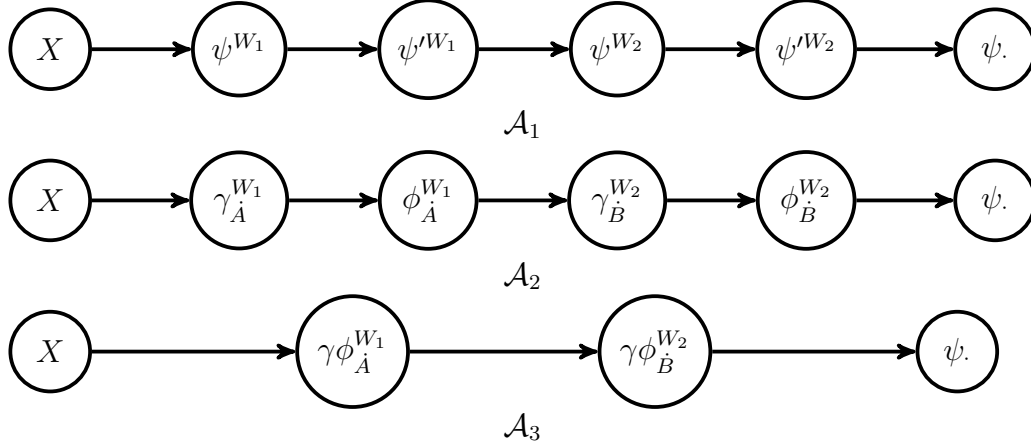 X ψ^{W_1} ψ'^{W_1} ψ^{W_2} ψ'^{W_2} ψ.
𝒜_1
X γ_{Ȧ}^{W_1} ϕ_{Ȧ}^{W_1} γ_{Ḃ}^{W_2} ϕ_{Ḃ}^{W_2} ψ.
𝒜_2
X γϕ_{Ȧ}^{W_1} γϕ_{Ḃ}^{W_2} ψ.
𝒜_3